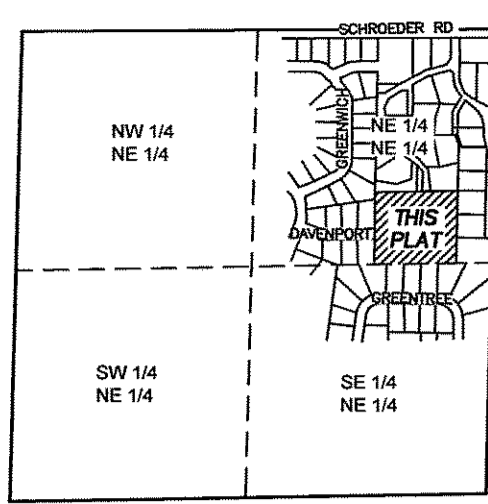 SCHROEDER RD
NW 1/4
NE 1/4
GREENWICH
NE 1/4
NE 1/4
THIS
PLAT
DAVENPORT
GREENTREE
SW 1/4
NE 1/4
SE 1/4
NE 1/4